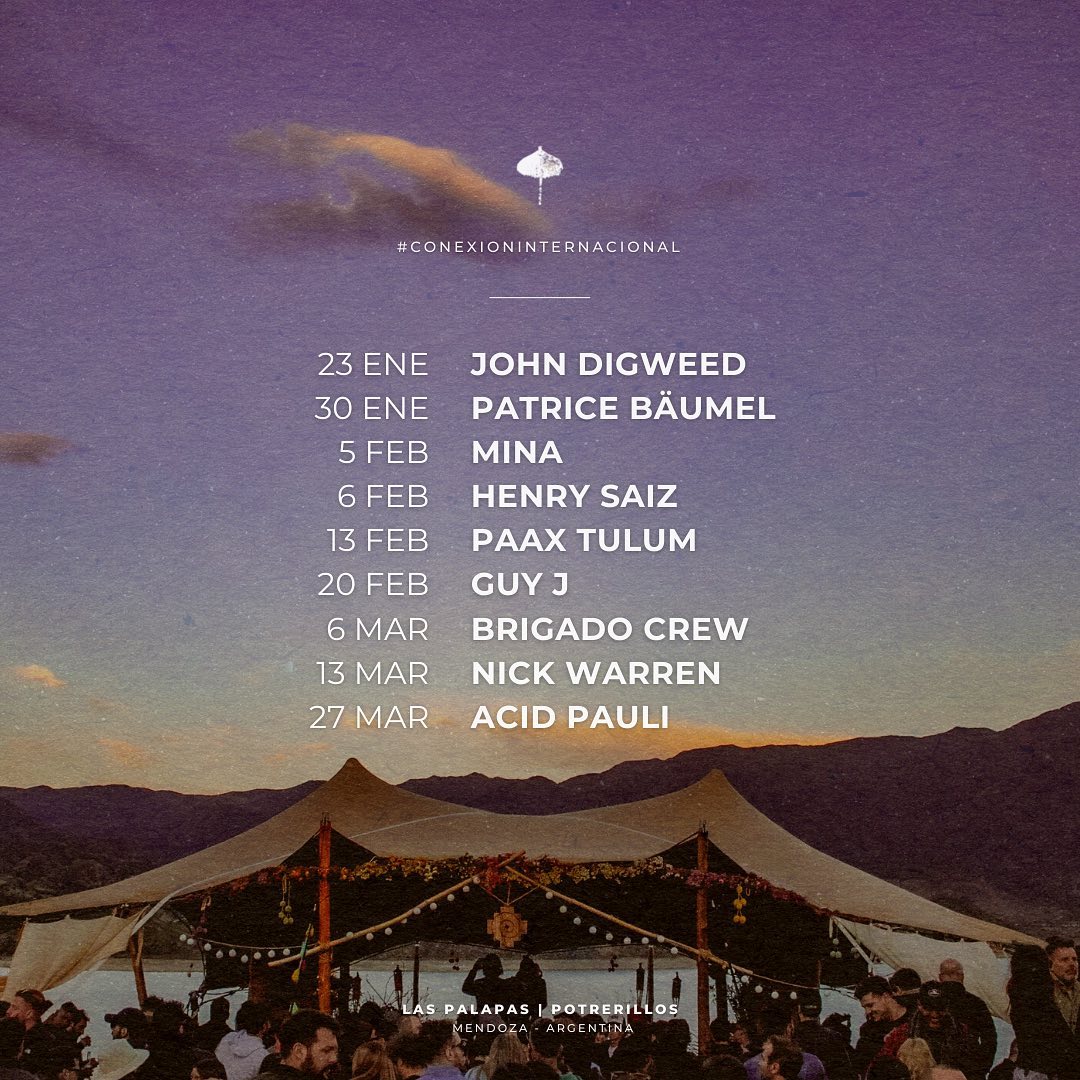 #CONEXIONINTERNACIONAL
23 ENE JOHN DIGWEED
30 ENE PATRICE BÄUMEL
5 FEB MINA
6 FEB HENRY SAIZ
13 FEB PAAX TULUM
20 FEB GUY J
6 MAR BRIGADO CREW
13 MAR NICK WARREN
27 MAR ACID PAULI
LAS PALAPAS | POTRERILLOS
MENDOZA - ARGENTINA